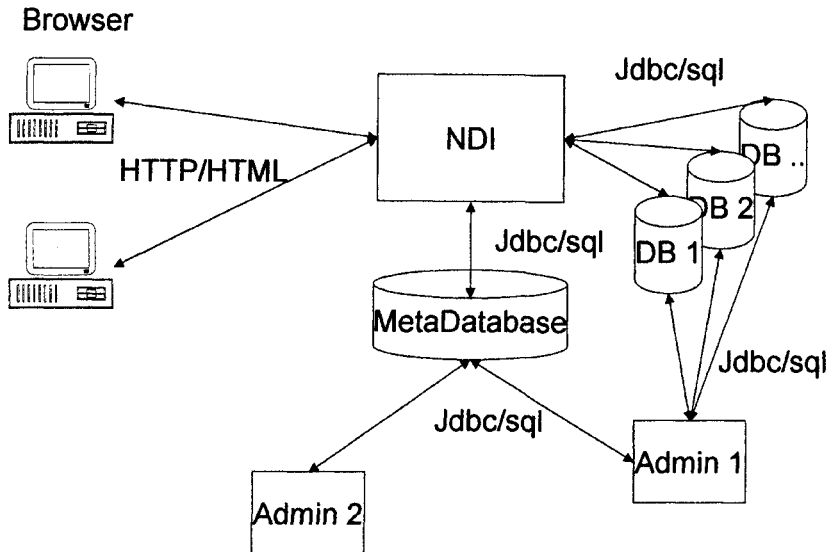 Browser
Jdbc/sql
NDI
DB ..
HTTP/HTML
DB 2
Jdbc/sql
DB 1
MetaDatabase
Jdbc/sql
Jdbc/sql
Admin 1
Admin 2